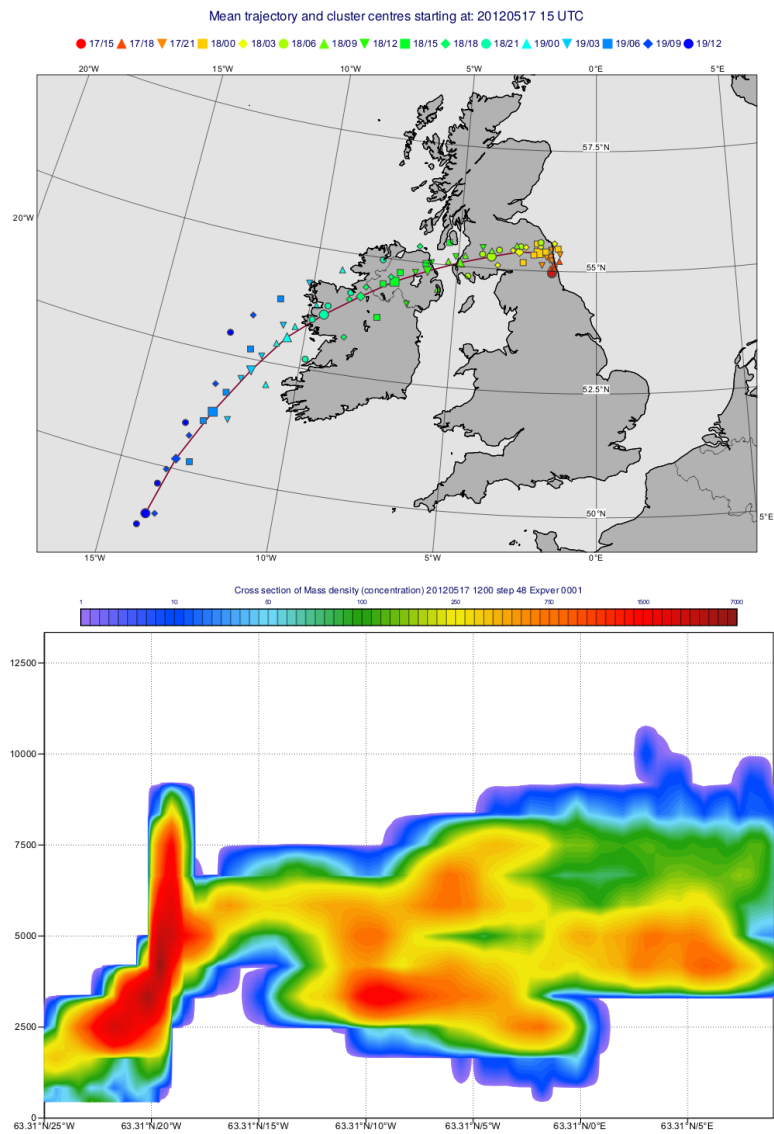 Mean trajectory and cluster centres starting at: 20120517 15 UTC
17/15 17/18 17/21 18/00 18/03 18/06 18/09 18/12 18/15 18/18 18/21 19/00 19/03 19/06 19/09 19/12
20°W 15°W 10°W 5°W 0°E 5°E
57.5°N
20°W
55°N
52.5°N
50°N 5°E
15°W 10°W 5°W 0°E
Cross section of Mass density (concentration) 20120517 1200 step 48 Expver 0001
1 10 50 100 250 750 1500 7000
12500
10000
7500
5000
2500
0
63.31°N/25°W 63.31°N/20°W 63.31°N/15°W 63.31°N/10°W 63.31°N/5°W 63.31°N/0°E 63.31°N/5°E